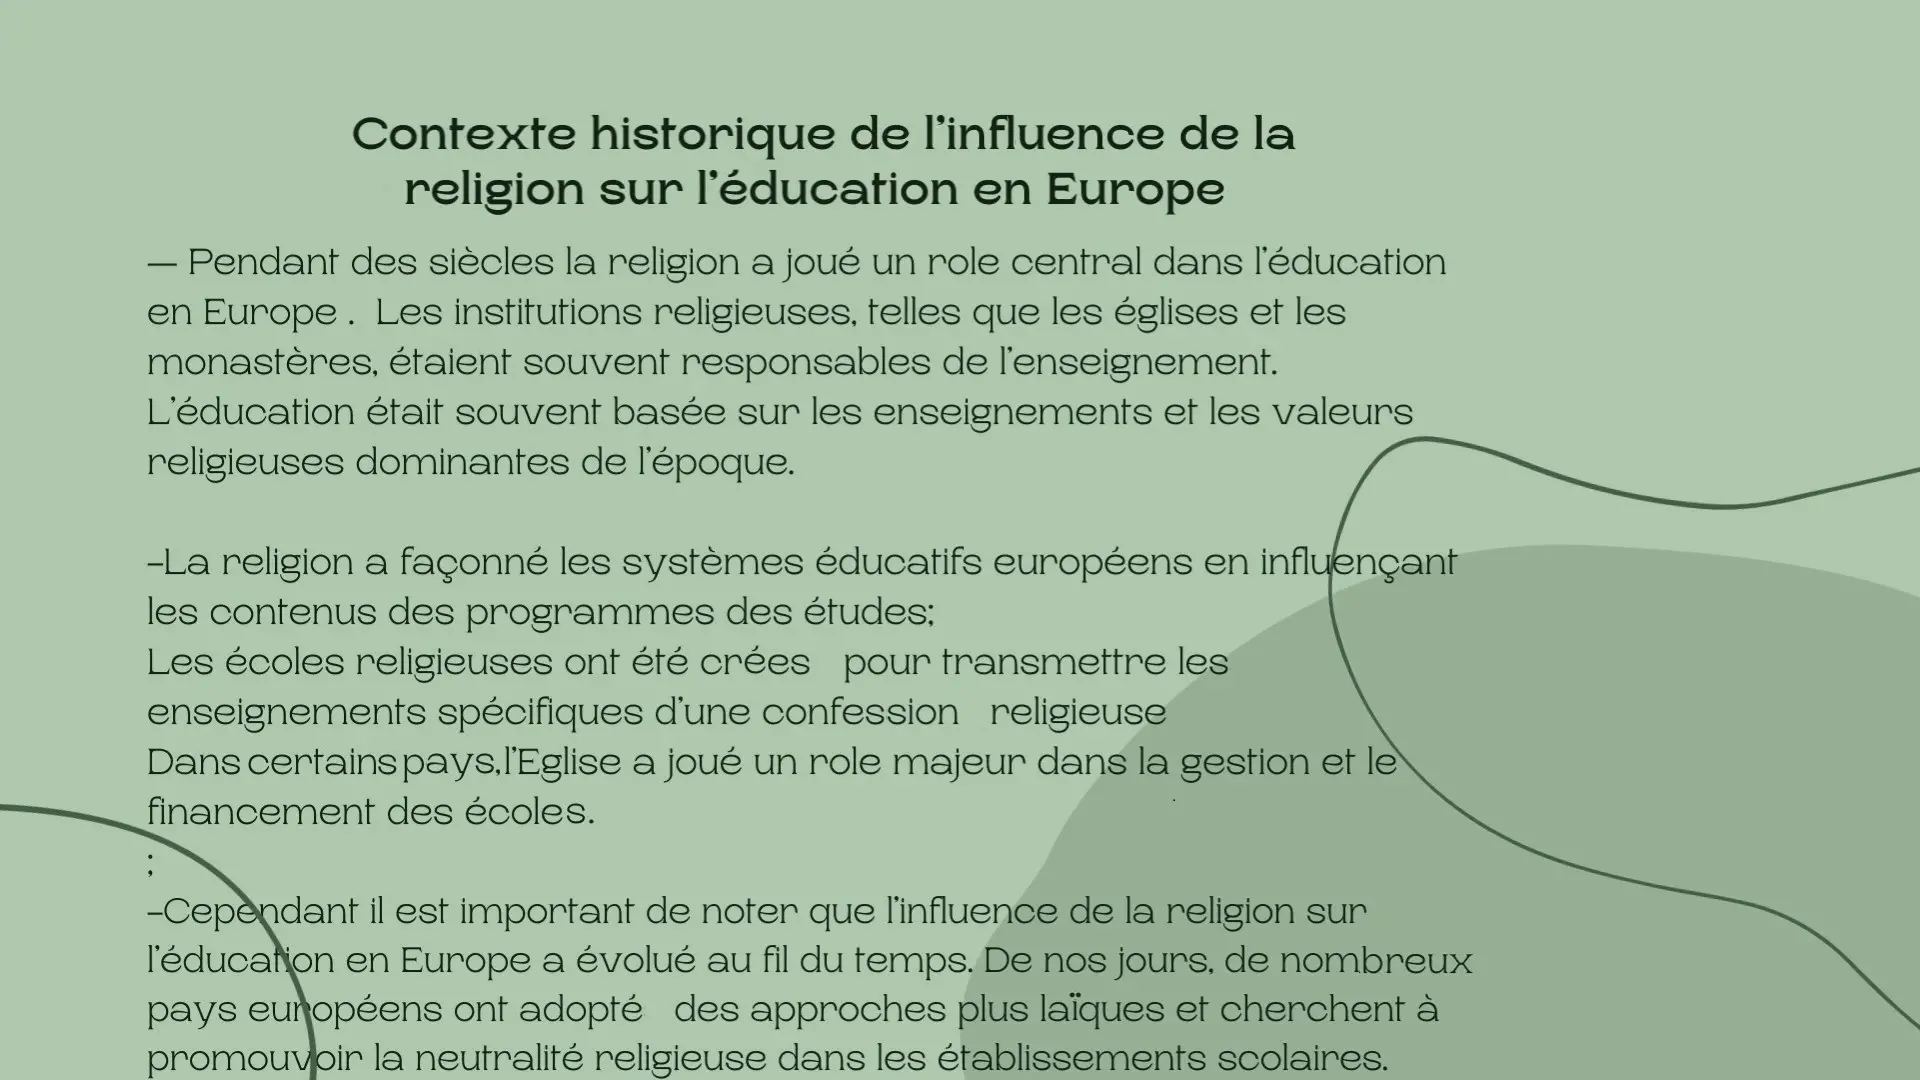 Contexte historique de l’influence de la
religion sur l’éducation en Europe
— Pendant des siècles la religion a joué un role central dans l’éducation
en Europe .  Les institutions religieuses, telles que les églises et les
monastères, étaient souvent responsables de l’enseignement.
L’éducation était souvent basée sur les enseignements et les valeurs
religieuses dominantes de l’époque.
–La religion a façonné les systèmes éducatifs européens en influençant
les contenus des programmes des études;
Les écoles religieuses ont été crées   pour transmettre les
enseignements spécifiques d’une confession   religieuse
Dans certains pays,l’Eglise a joué un role majeur dans la gestion et le
financement des écoles.
;
–Cependant il est important de noter que l’influence de la religion sur
l’éducation en Europe a évolué au fil du temps. De nos jours, de nombreux
pays européens ont adopté   des approches plus laïques et cherchent à
promouvoir la neutralité religieuse dans les établissements scolaires.